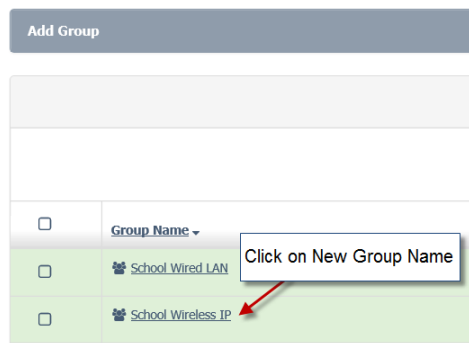 Add Group
Group Name
Click on New Group Name
School Wired LAN
School Wireless IP